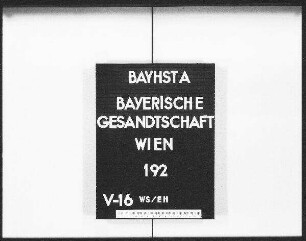 BAYHSTA
BAYERISCHE
GESANDTSCHAFT
WIEN
192
V-16 WS/EH